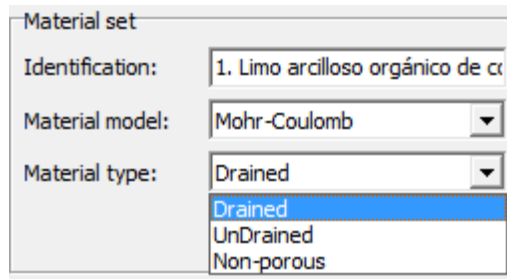 Material set
Identification: 1. Limo arcilloso orgánico de
Material model: Mohr-Coulomb
Material type: Drained
Drained
UnDrained
Non-porous